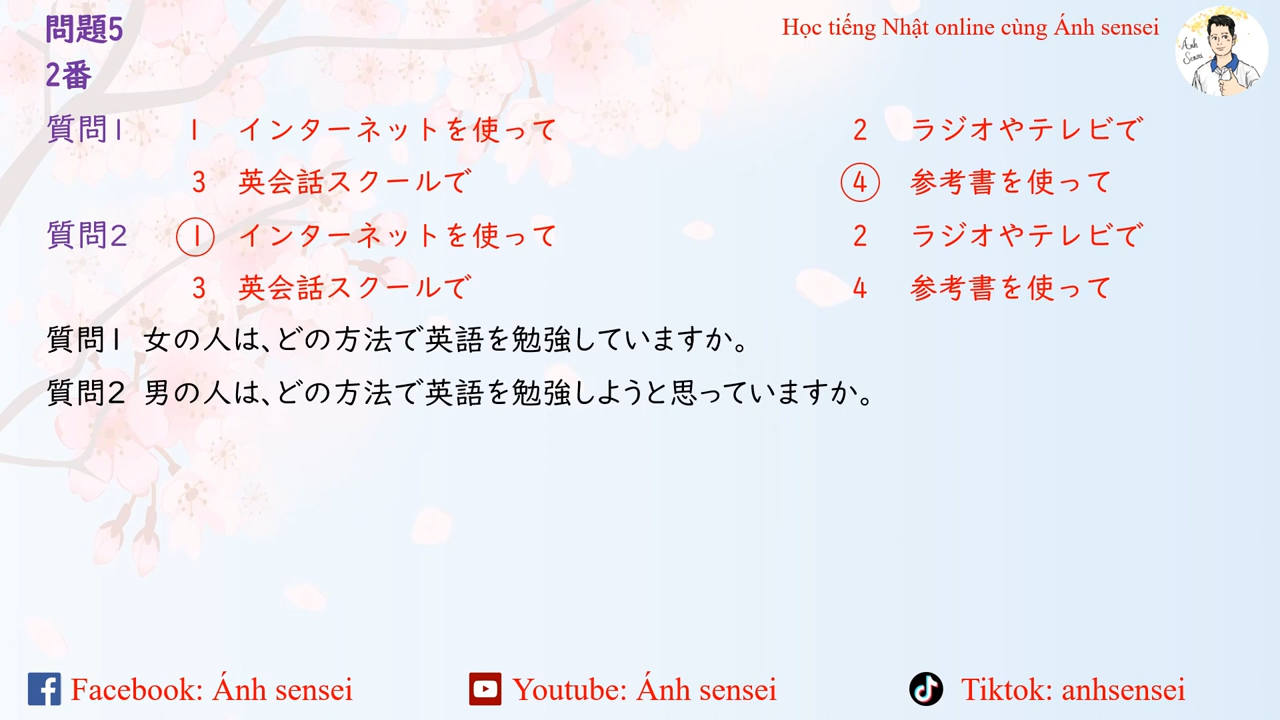 問題5
Học tiếng Nhật online cùng Ánh sensei
Ánh Sensei
2番
質問1 1 インターネットを使って 2 ラジオやテレビで
3 英会話スクールで ④ 参考書を使って
質問2 ① インターネットを使って 2 ラジオやテレビで
3 英会話スクールで 4 参考書を使って
質問1 女の人は、どの方法で英語を勉強していますか。
質問2 男の人は、どの方法で英語を勉強しようと思っていますか。
Facebook: Ánh sensei Youtube: Ánh sensei Tiktok: anhsensei